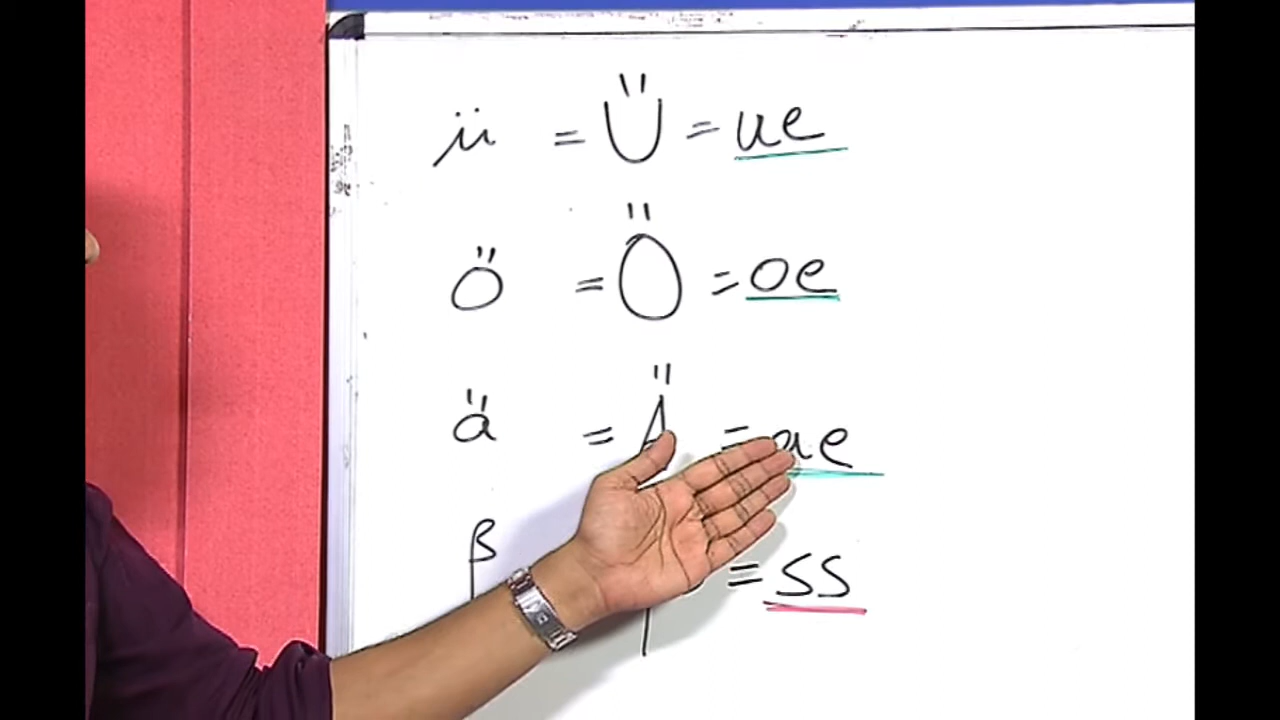 ü = Ü = ue
ö = Ö = oe
ä = Ä = ae
ß = ss